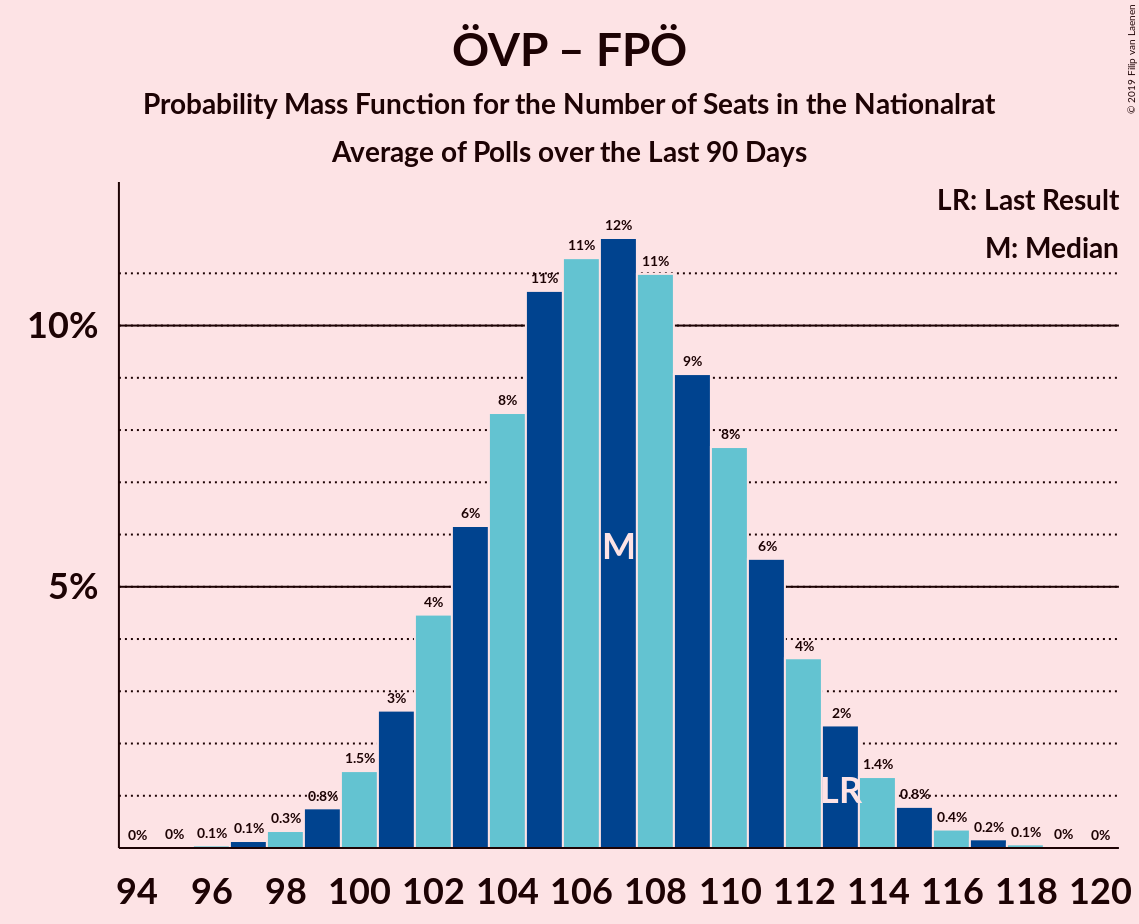 ÖVP – FPÖ
Probability Mass Function for the Number of Seats in the Nationalrat
Average of Polls over the Last 90 Days
© 2019 Filip van Laenen
LR: Last Result
M: Median
10%
5%
0% 0% 0.1% 0.1% 0.3% 0.8% 1.5% 3% 4% 6% 8% 11% 11% 12% 11% 9% 8% 6% 4% 2% 1.4% 0.8% 0.4% 0.2% 0.1% 0% 0%
M
LR
94 96 98 100 102 104 106 108 110 112 114 116 118 120